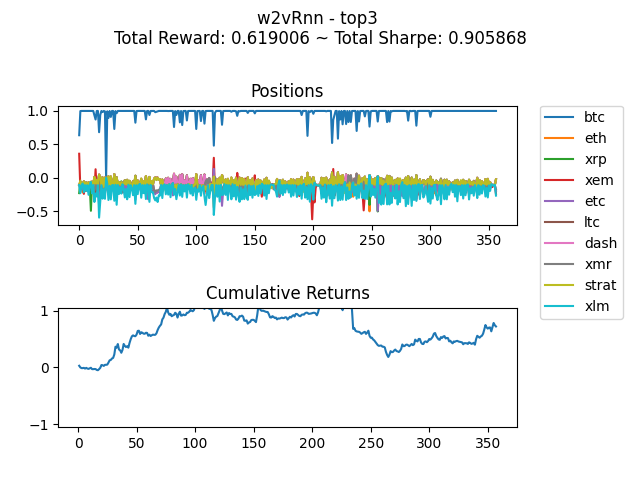 w2vRnn - top3
Total Reward: 0.619006 ~ Total Sharpe: 0.905868
Positions
1.0
0.5
0.0
−0.5
0 50 100 150 200 250 300 350
btc
eth
xrp
xem
etc
ltc
dash
xmr
strat
xlm
Cumulative Returns
1
0
−1
0 50 100 150 200 250 300 350